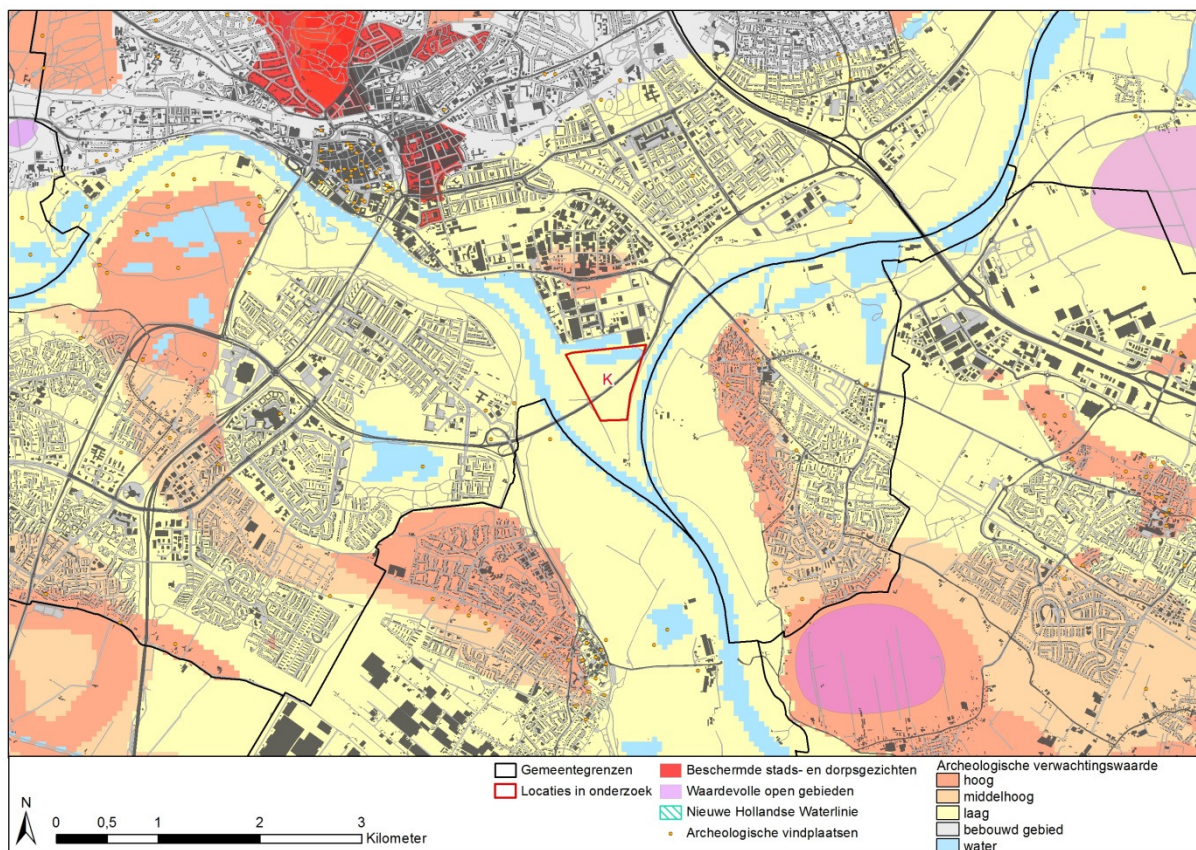 K
Gemeentegrenzen
Locaties in onderzoek
Beschermde stads- en dorpsgezichten
Waardevolle open gebieden
Nieuwe Hollandse Waterlinie
Archeologische vindplaatsen
Archeologische verwachtingswaarde
hoog
middelhoog
laag
bebouwd gebied
water
N
0 0,5 1 2 3
Kilometer